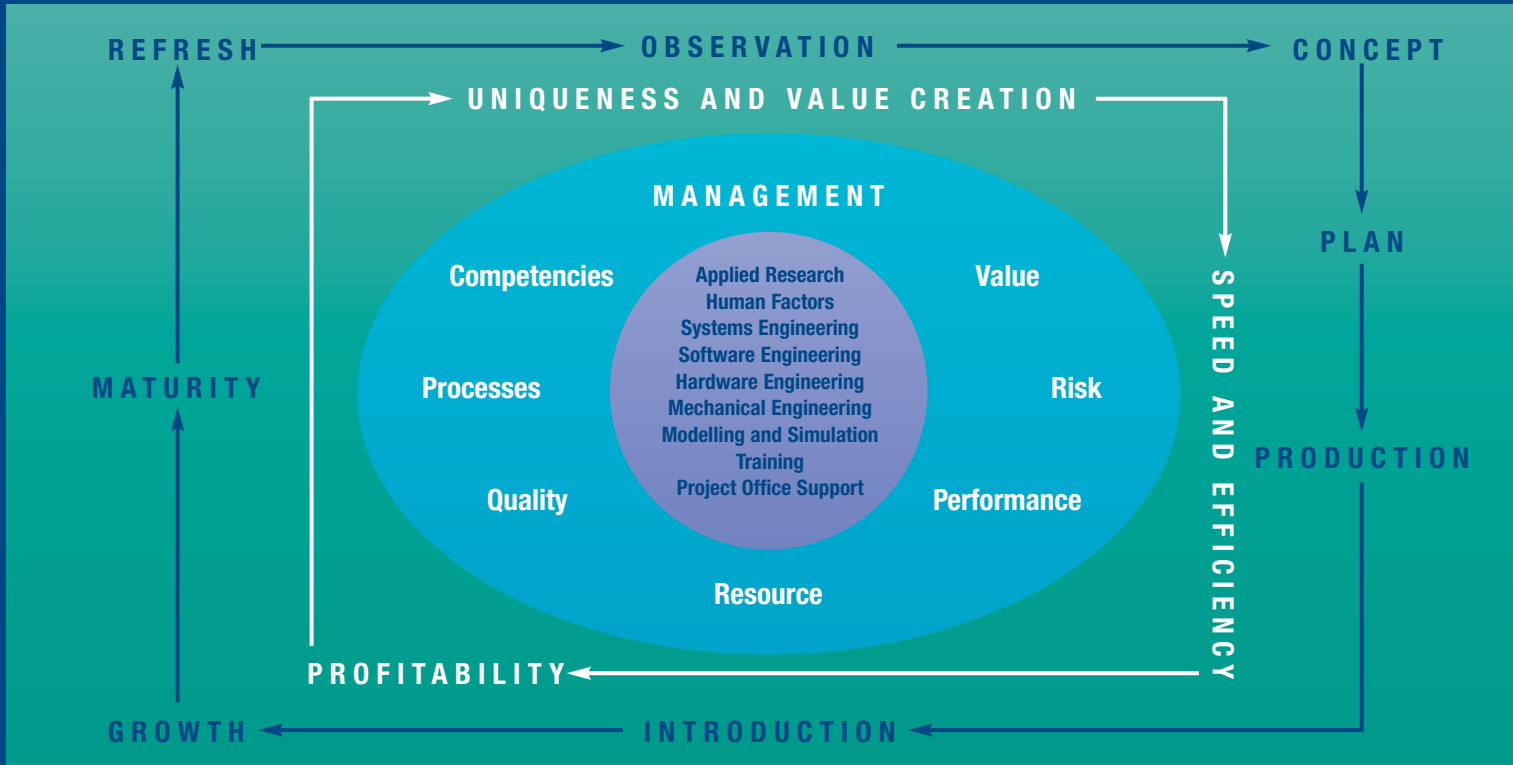 REFRESH
OBSERVATION
CONCEPT
UNIQUENESS AND VALUE CREATION
MANAGEMENT
PLAN
SPEED AND EFFICIENCY
Competencies
Value
Applied Research
Human Factors
Systems Engineering
Software Engineering
Hardware Engineering
Mechanical Engineering
Modelling and Simulation
Training
Project Office Support
MATURITY
Processes
Risk
PRODUCTION
Quality
Performance
Resource
PROFITABILITY
GROWTH
INTRODUCTION